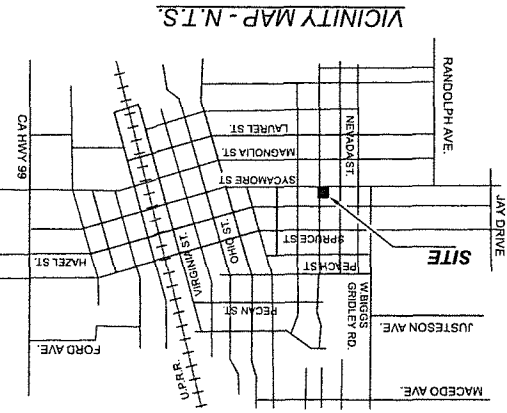 VICINITY MAP - N.T.S.
RANDOLPH AVE.
CA HWY 99
LAUREL ST.
NEVADA ST.
MAGNOLIA ST.
SYCAMORE ST
JAY DRIVE
OHIO ST.
SPRUCE ST
SITE
HAZEL ST.
VIRGINIA ST.
PEACH ST
W.BIGGS
GRIDLEY RD.
PECAN ST.
JUSTESON AVE.
FORD AVE.
U.P.R.R.
MACEDO AVE.